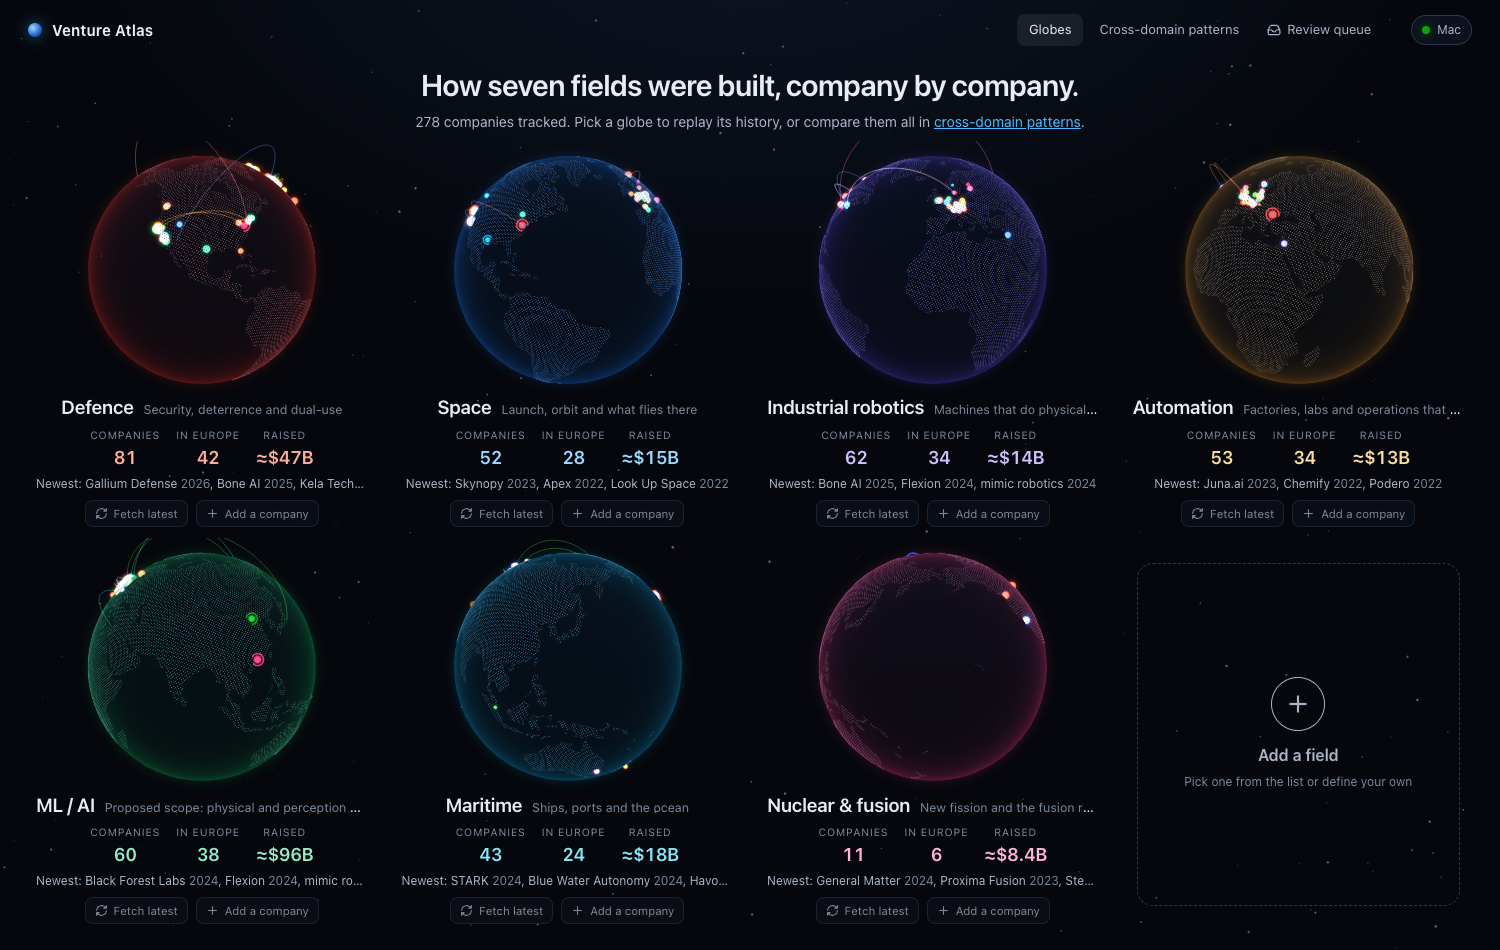 Venture Atlas
Globes
Cross-domain patterns
Review queue
Mac
How seven fields were built, company by company.
278 companies tracked. Pick a globe to replay its history, or compare them all in cross-domain patterns.
Defence Security, deterrence and dual-use
COMPANIES IN EUROPE RAISED
81 42 ≈$47B
Newest: Gallium Defense 2026, Bone AI 2025, Kela Tech...
Fetch latest
Add a company
Space Launch, orbit and what flies there
COMPANIES IN EUROPE RAISED
52 28 ≈$15B
Newest: Skynopy 2023, Apex 2022, Look Up Space 2022
Fetch latest
Add a company
Industrial robotics Machines that do physical...
COMPANIES IN EUROPE RAISED
62 34 ≈$14B
Newest: Bone AI 2025, Flexion 2024, mimic robotics 2024
Fetch latest
Add a company
Automation Factories, labs and operations that ...
COMPANIES IN EUROPE RAISED
53 34 ≈$13B
Newest: Juna.ai 2023, Chemify 2022, Podero 2022
Fetch latest
Add a company
ML / AI Proposed scope: physical and perception ...
COMPANIES IN EUROPE RAISED
60 38 ≈$96B
Newest: Black Forest Labs 2024, Flexion 2024, mimic ro...
Fetch latest
Add a company
Maritime Ships, ports and the ocean
COMPANIES IN EUROPE RAISED
43 24 ≈$18B
Newest: STARK 2024, Blue Water Autonomy 2024, Havo...
Fetch latest
Add a company
Nuclear & fusion New fission and the fusion r...
COMPANIES IN EUROPE RAISED
11 6 ≈$8.4B
Newest: General Matter 2024, Proxima Fusion 2023, Ste...
Fetch latest
Add a company
Add a field
Pick one from the list or define your own